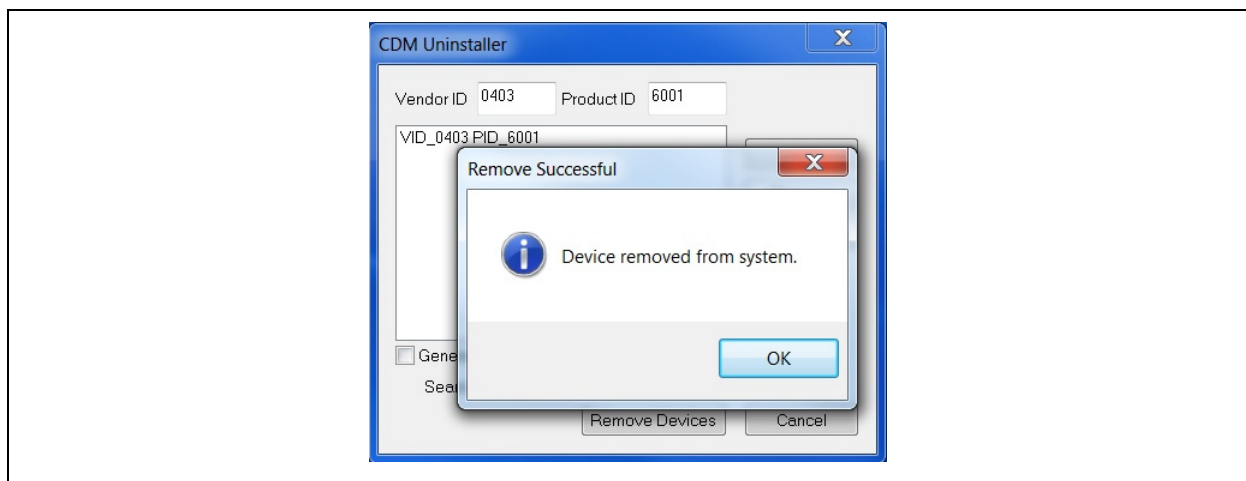 CDM Uninstaller
X
Vendor ID 0403 Product ID 6001
VID_0403 PID_6001
Remove Successful
X
Device removed from system.
OK
Remove Devices Cancel